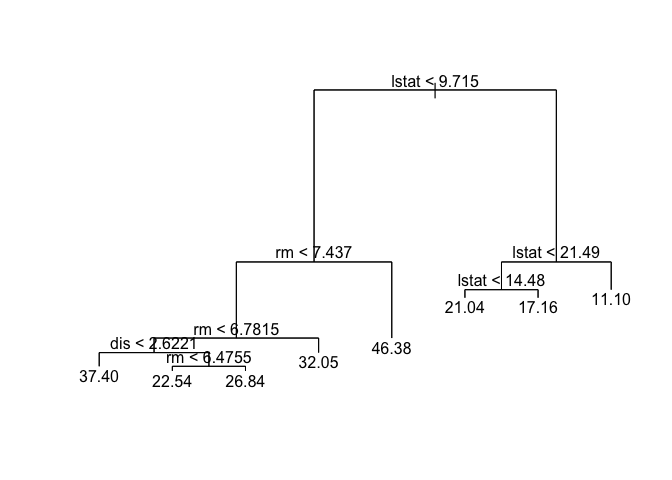 lstat < 9.715
rm < 7.437
lstat < 21.49
lstat < 14.48
21.04
17.16
11.10
rm < 6.7815
dis < 2.6221
rm < 6.4755
46.38
32.05
37.40
22.54
26.84